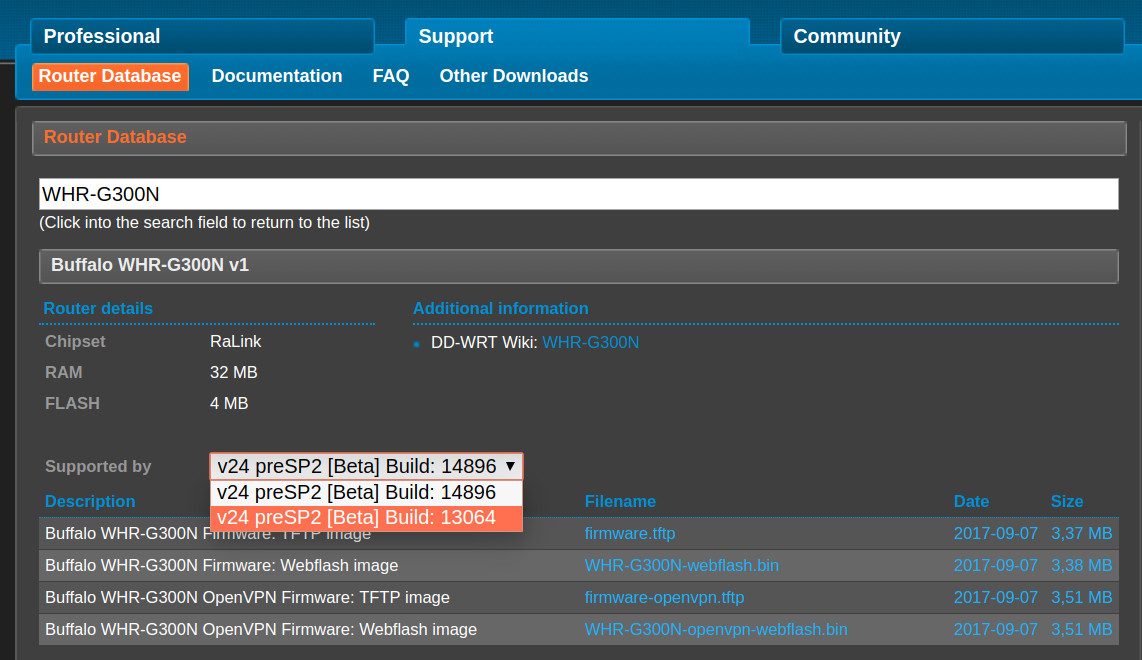 Professional Support Community
Router Database Documentation FAQ Other Downloads
Router Database
WHR-G300N
(Click into the search field to return to the list)
Buffalo WHR-G300N v1
Router details Additional information
Chipset RaLink DD-WRT Wiki: WHR-G300N
RAM 32 MB
FLASH 4 MB
Supported by v24 preSP2 [Beta] Build: 14896
v24 preSP2 [Beta] Build: 14896
v24 preSP2 [Beta] Build: 13064
Description Filename Date Size
Buffalo WHR-G300N Firmware: TFTP image firmware.tftp 2017-09-07 3,37 MB
Buffalo WHR-G300N Firmware: Webflash image WHR-G300N-webflash.bin 2017-09-07 3,38 MB
Buffalo WHR-G300N OpenVPN Firmware: TFTP image firmware-openvpn.tftp 2017-09-07 3,51 MB
Buffalo WHR-G300N OpenVPN Firmware: Webflash image WHR-G300N-openvpn-webflash.bin 2017-09-07 3,51 MB